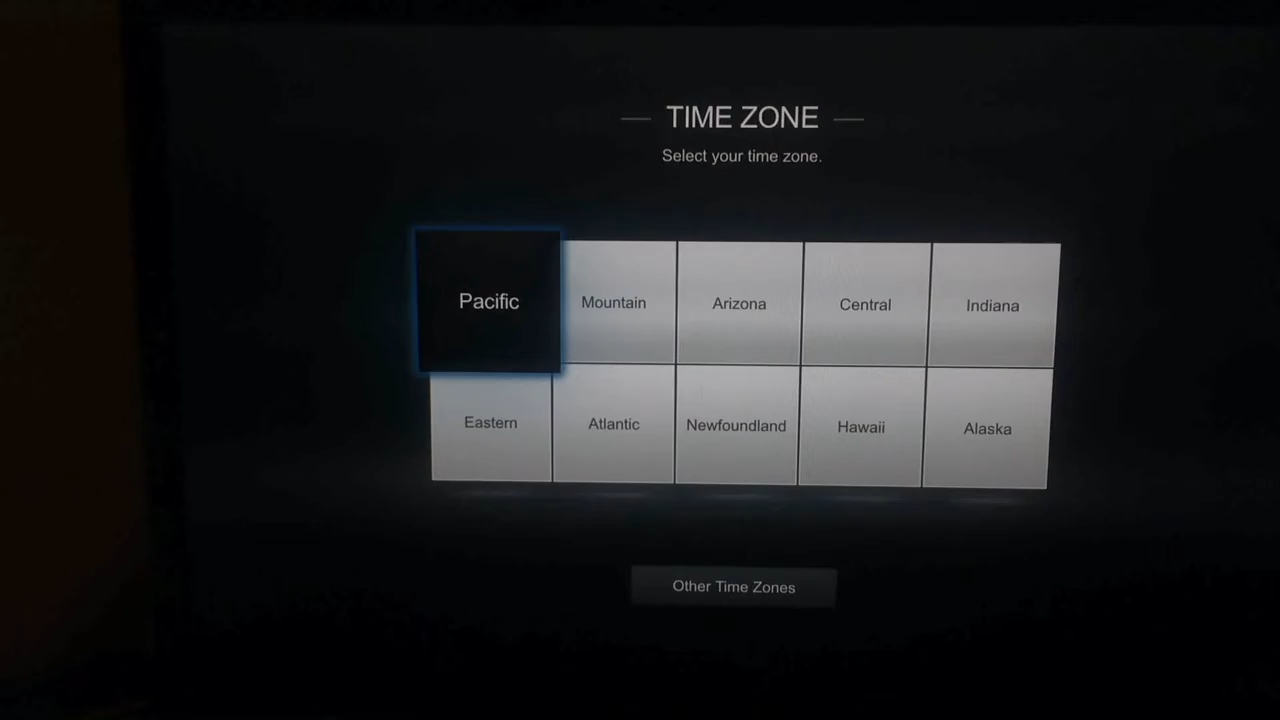 TIME ZONE
Select your time zone.
Pacific
Mountain
Arizona
Central
Indiana
Eastern
Atlantic
Newfoundland
Hawaii
Alaska
Other Time Zones